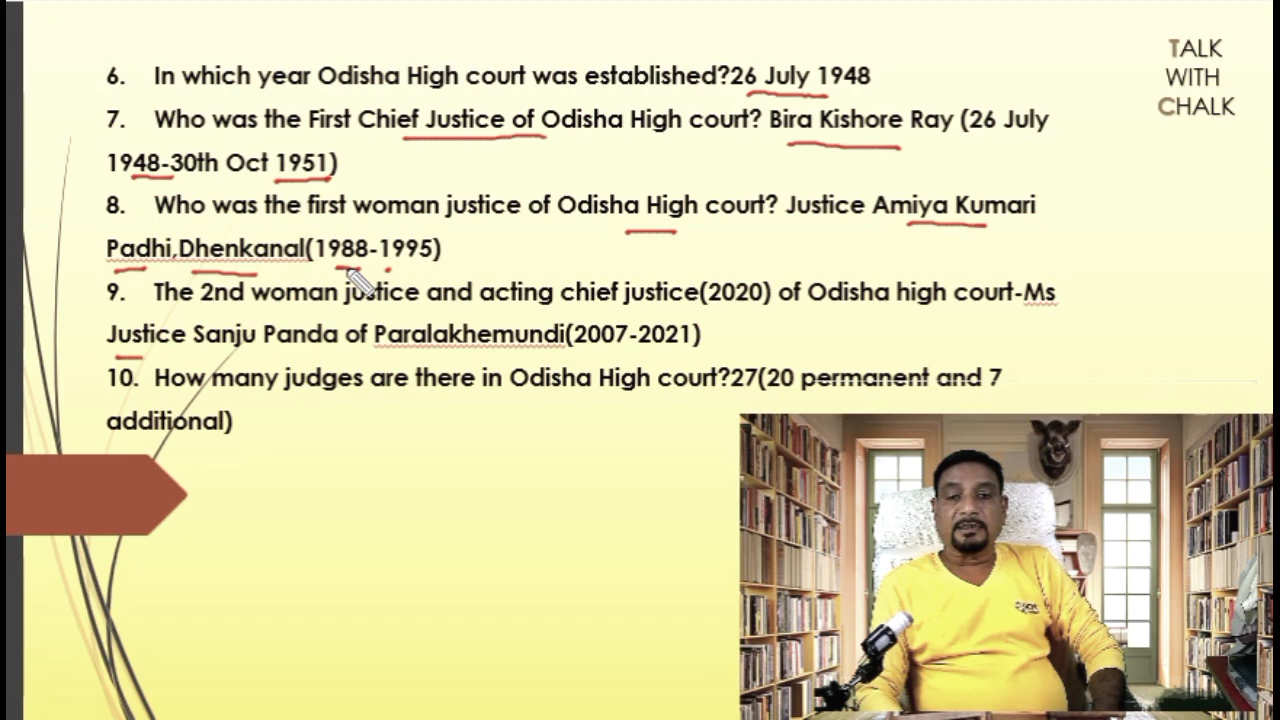 TALK
WITH
CHALK
6. In which year Odisha High court was established?26 July 1948
7. Who was the First Chief Justice of Odisha High court? Bira Kishore Ray (26 July
1948-30th Oct 1951)
8. Who was the first woman justice of Odisha High court? Justice Amiya Kumari
Padhi,Dhenkanal(1988-1995)
9. The 2nd woman justice and acting chief justice(2020) of Odisha high court-Ms
Justice Sanju Panda of Paralakhemundi(2007-2021)
10. How many judges are there in Odisha High court?27(20 permanent and 7
additional)